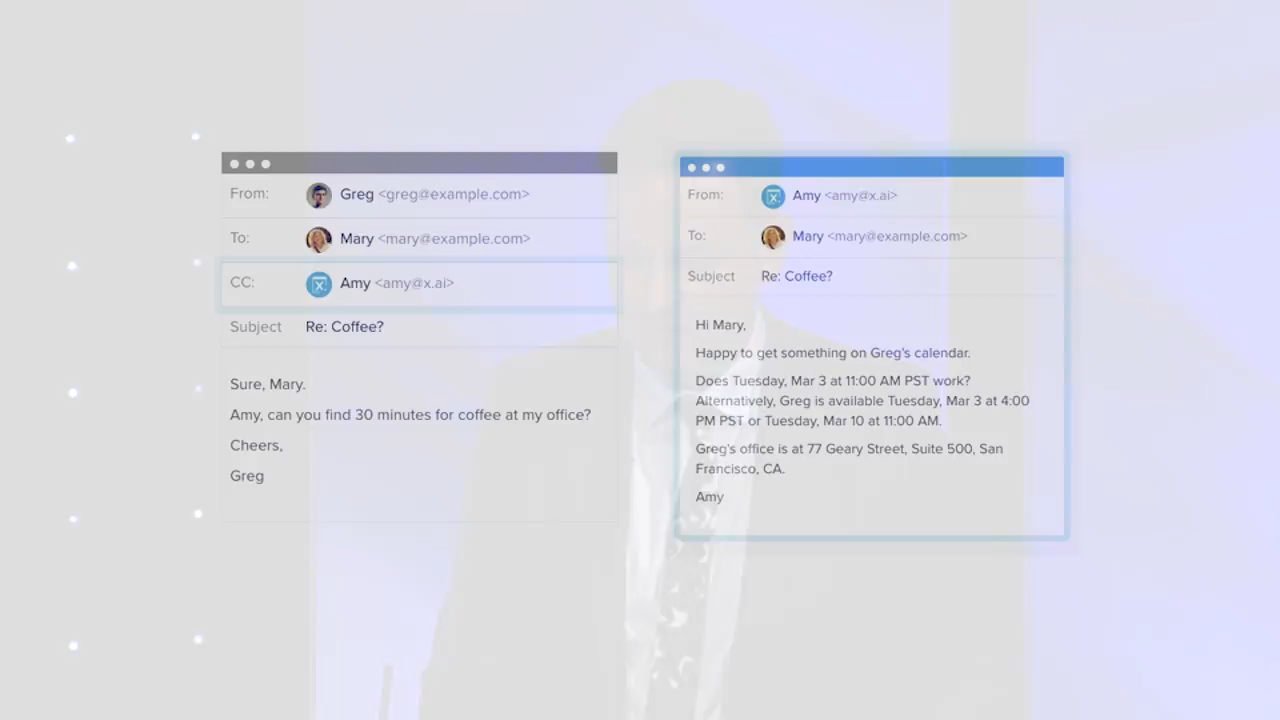 From: Greg <greg@example.com>
To: Mary <mary@example.com>
CC: Amy <amy@x.ai>
Subject Re: Coffee?
Sure, Mary.
Amy, can you find 30 minutes for coffee at my office?
Cheers,
Greg
From: Amy <amy@x.ai>
To: Mary <mary@example.com>
Subject Re: Coffee?
Hi Mary,
Happy to get something on Greg's calendar.
Does Tuesday, Mar 3 at 11:00 AM PST work?
Alternatively, Greg is available Tuesday, Mar 3 at 4:00
PM PST or Tuesday, Mar 10 at 11:00 AM.
Greg's office is at 77 Geary Street, Suite 500, San
Francisco, CA.
Amy